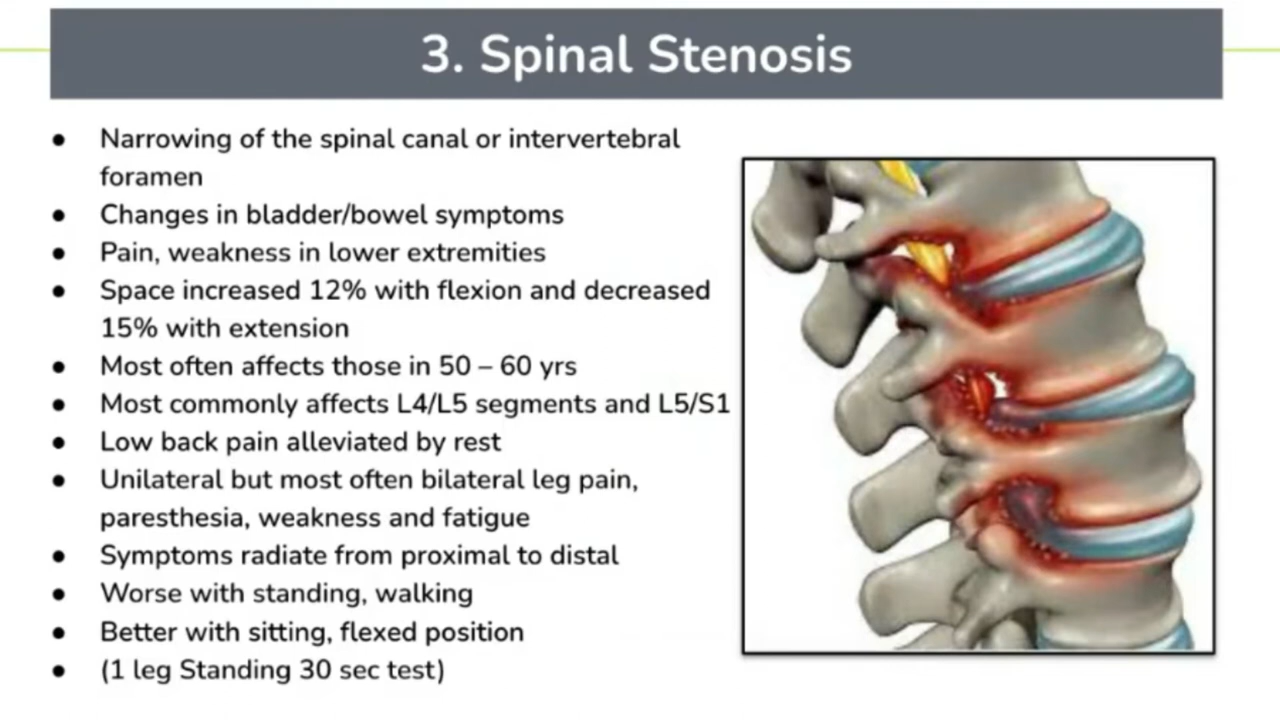 3. Spinal Stenosis
● Narrowing of the spinal canal or intervertebral
foramen
● Changes in bladder/bowel symptoms
● Pain, weakness in lower extremities
● Space increased 12% with flexion and decreased
15% with extension
● Most often affects those in 50 – 60 yrs
● Most commonly affects L4/L5 segments and L5/S1
● Low back pain alleviated by rest
● Unilateral but most often bilateral leg pain,
paresthesia, weakness and fatigue
● Symptoms radiate from proximal to distal
● Worse with standing, walking
● Better with sitting, flexed position
● (1 leg Standing 30 sec test)